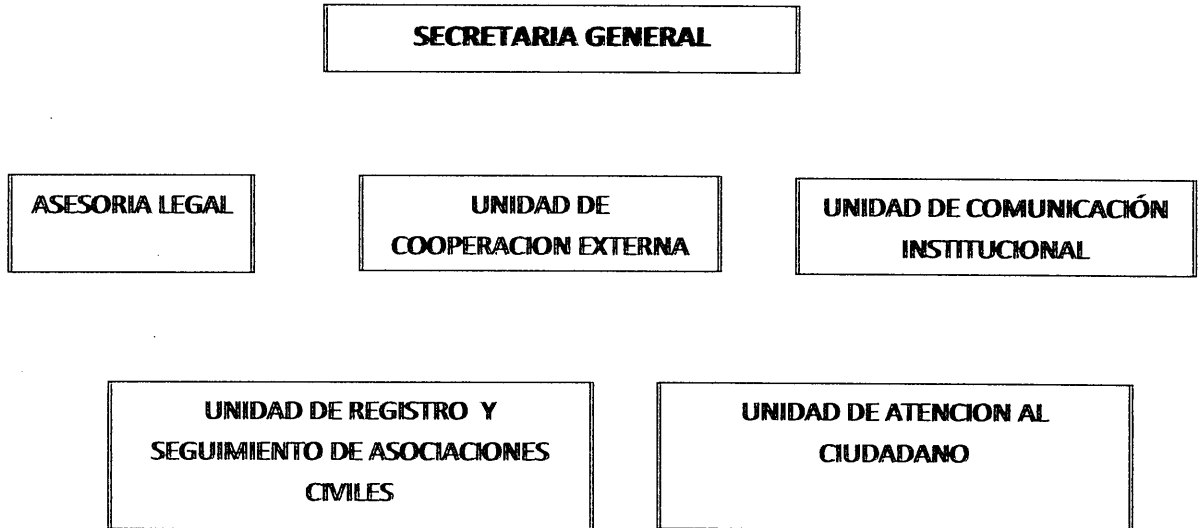 SECRETARIA GENERAL
ASESORIA LEGAL
UNIDAD DE
COOPERACION EXTERNA
UNIDAD DE COMUNICACIÓN
INSTITUCIONAL
UNIDAD DE REGISTRO Y
SEGUIMIENTO DE ASOCIACIONES
CIVILES
UNIDAD DE ATENCION AL
CIUDADANO